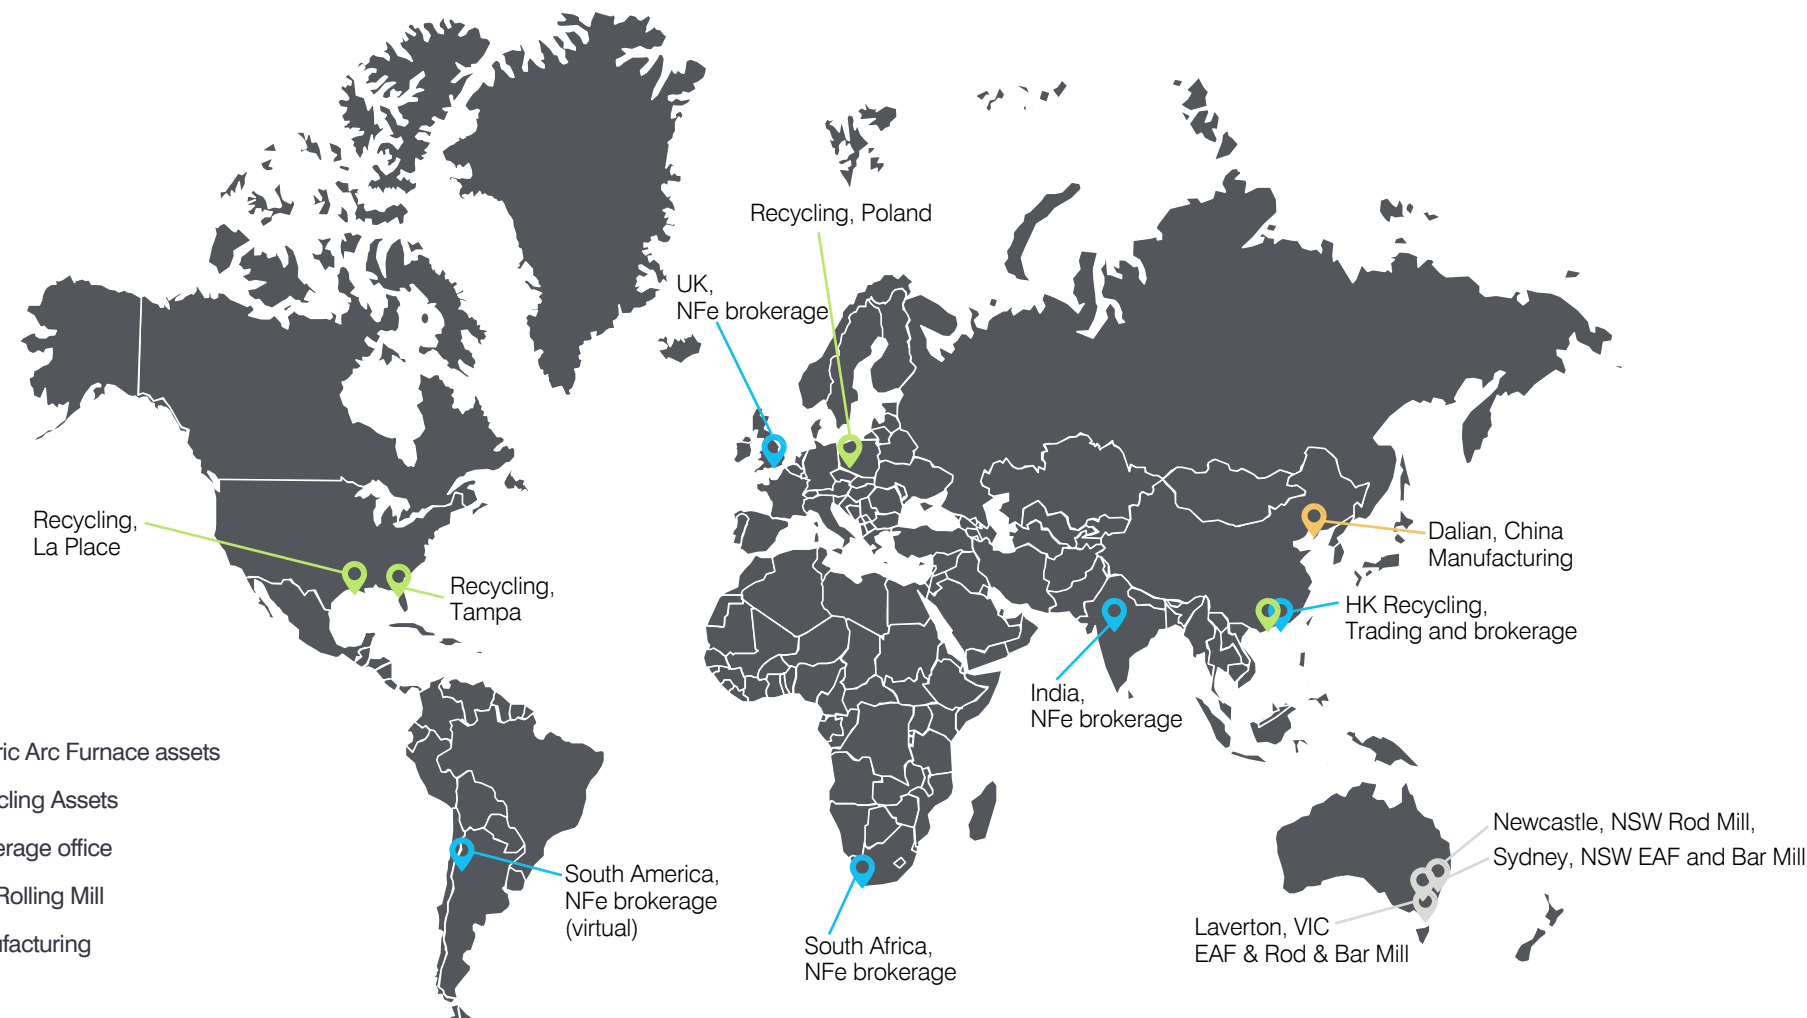 Recycling, Poland
UK,
NFe brokerage
Recycling,
La Place
Recycling,
Tampa
Dalian, China
Manufacturing
HK Recycling,
Trading and brokerage
India,
NFe brokerage
ric Arc Furnace assets
cling Assets
erage office
Rolling Mill
ufacturing
South America,
NFe brokerage
(virtual)
South Africa,
NFe brokerage
Newcastle, NSW Rod Mill,
Sydney, NSW EAF and Bar Mill
Laverton, VIC
EAF & Rod & Bar Mill